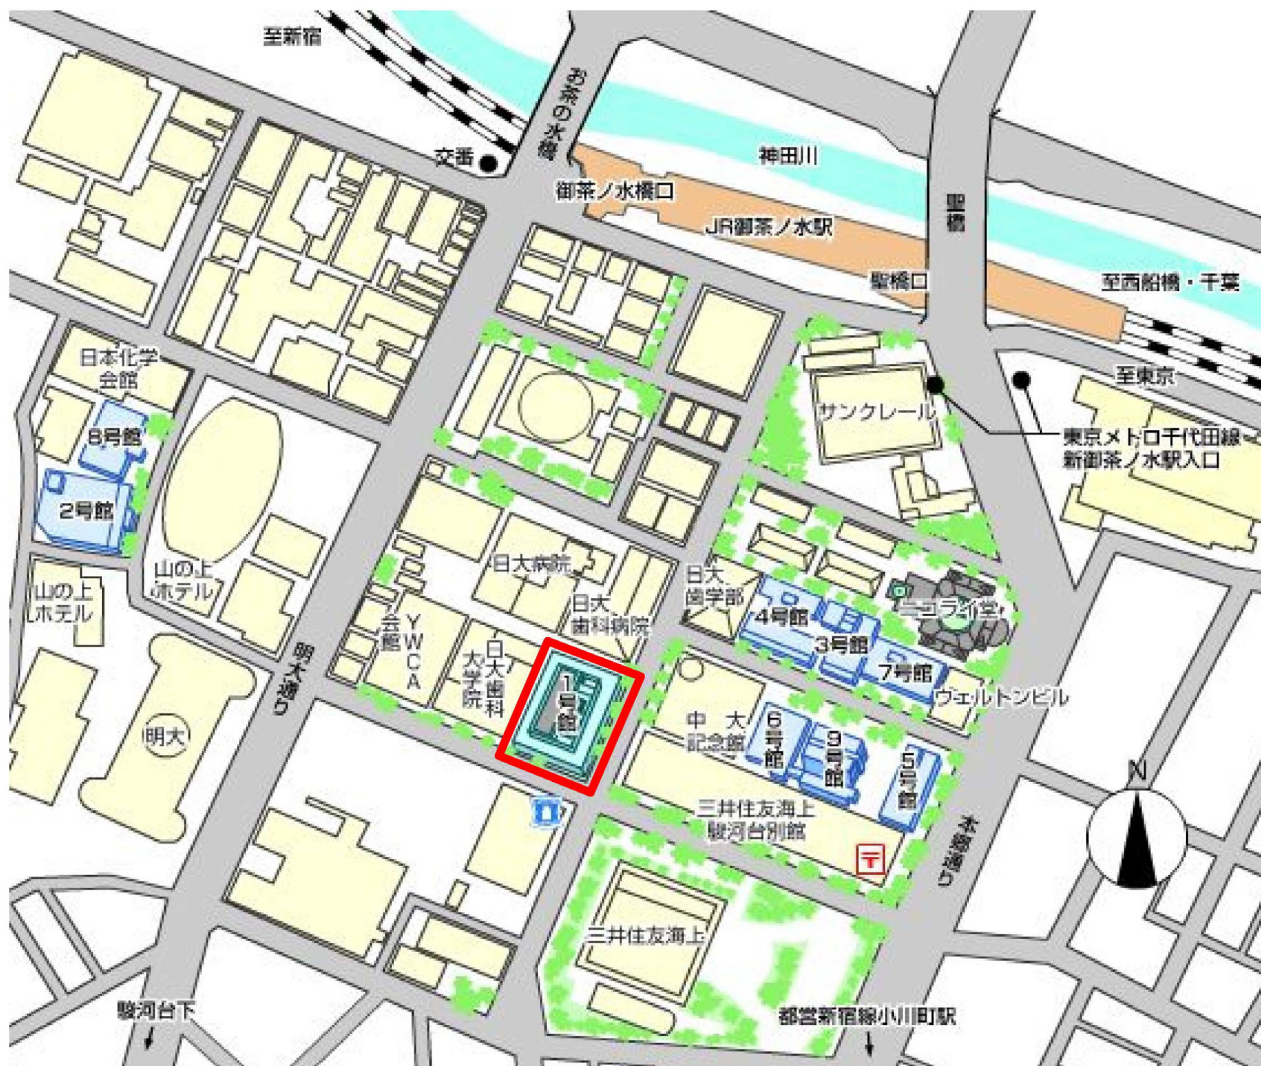 至新宿
お茶の水橋
交番
神田川
御茶ノ水橋口
聖橋
JR御茶ノ水駅
聖橋口
至西船橋・千葉
日本化学
会館
至東京
サンクレール
8号館
東京メトロ千代田線
新御茶ノ水駅入口
2号館
日大病院
山の上
ホテル
山の上
ホテル
日大
歯学部
日大
歯科病院
4号館
ニコライ堂
YWCA
会館
3号館
日大歯科
大学院
7号館
明大通り
1号館
ヴェルトンビル
中大
記念館
6号館
9号館
5号館
明大
N
三井住友海上
駿河台別館
本郷通り
〒
三井住友海上
駿河台下
都営新宿線小川町駅